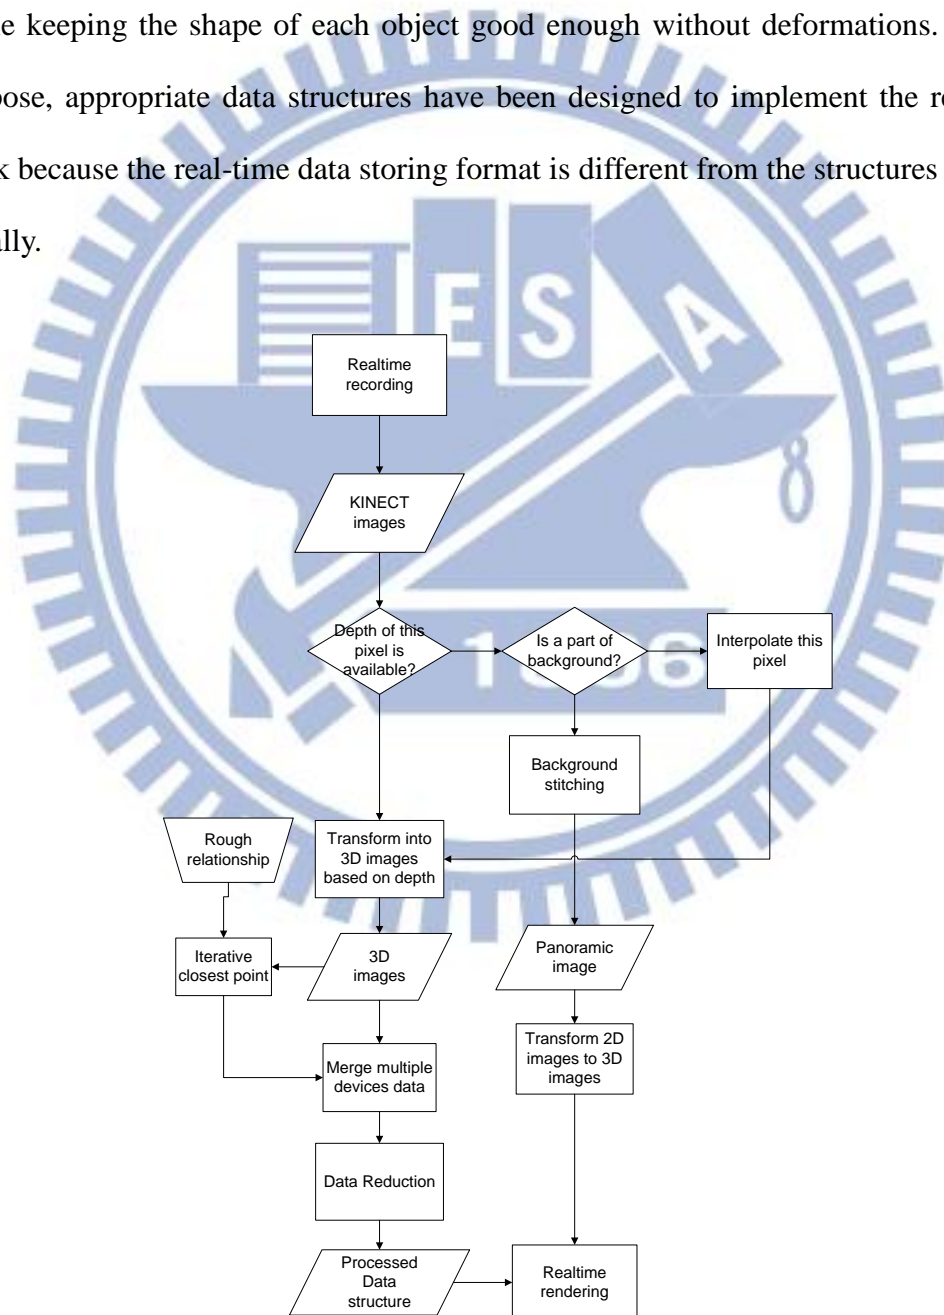 keeping the shape of each object good enough without deformations.
appropriate data structures have been designed to implement the
because the real-time data storing format is different from the structures
E S A
Realtime
recording
KINECT
images
Depth of this
pixel is
available?
Is a part of
background?
Interpolate this
pixel
1896
Background
stitching
Rough
relationship
Transform into
3D images
based on depth
Iterative
closest point
3D
images
Panoramic
image
Transform 2D
images to 3D
images
Merge multiple
devices data
Data Reduction
Processed
Data
structure
Realtime
rendering